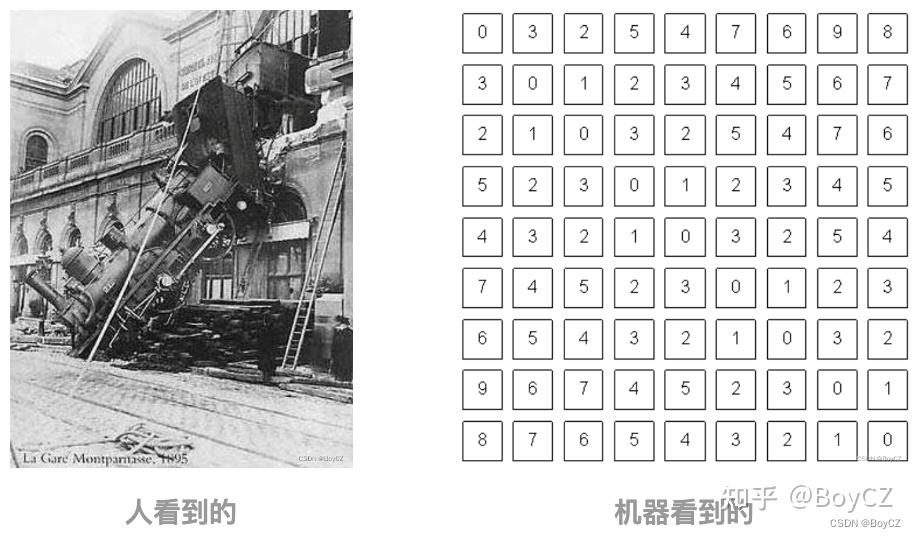 La Gare Montparnasse, 1895
CSDN @BoyCZ
0 3 2 5 4 7 6 9 8
3 0 1 2 3 4 5 6 7
2 1 0 3 2 5 4 7 6
5 2 3 0 1 2 3 4 5
4 3 2 1 0 3 2 5 4
7 4 5 2 3 0 1 2 3
6 5 4 3 2 1 0 3 2
9 6 7 4 5 2 3 0 1
8 7 6 5 4 3 2 1 0
CSDN @BoyCZ
人看到的
机器看到的
知乎 @BoyCZ
CSDN @BoyCZ